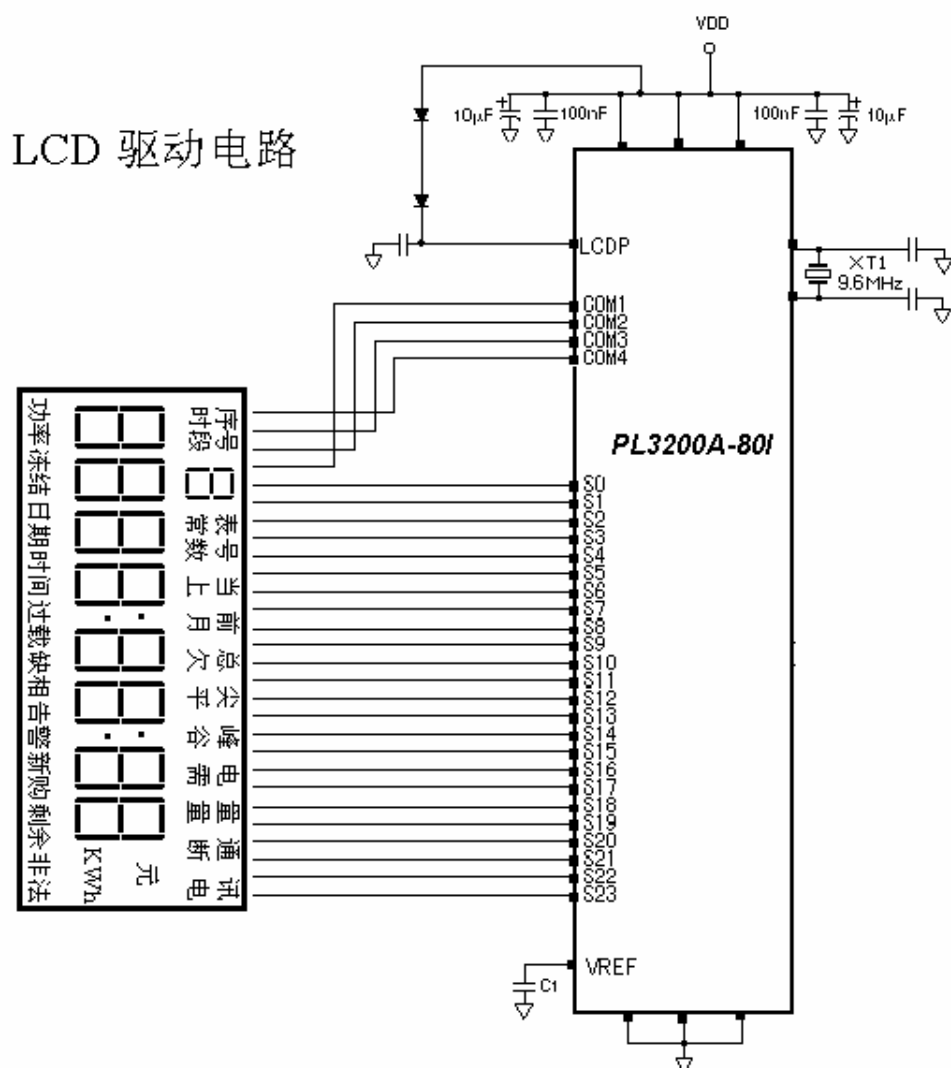 VDD
10μF
100nF
100nF
10μF
LCD 驱动电路
LCDP
XT1
9.6MHz
COM1
COM2
COM3
COM4
PL3200A-80I
序号 表号 当前总尖峰电量通讯
时段 常数 上月欠平谷需量断电
元
KWh
功率冻结日期时间过载缺相告警新购剩余非法
S0
S1
S2
S3
S4
S5
S6
S7
S8
S9
S10
S11
S12
S13
S14
S15
S16
S17
S18
S19
S20
S21
S22
S23
VREF
C1